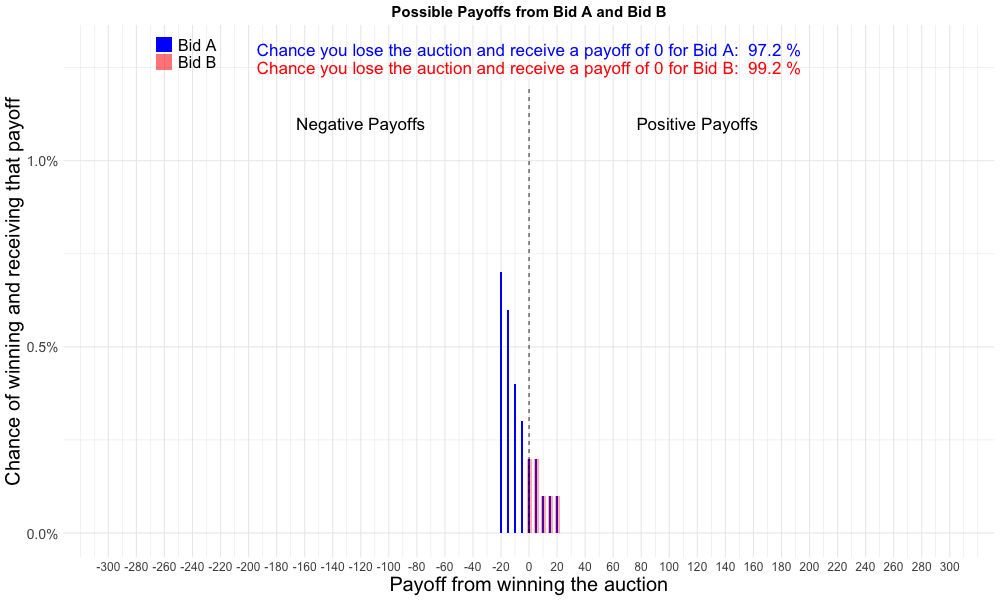 Possible Payoffs from Bid A and Bid B
Bid A
Bid B
Chance you lose the auction and receive a payoff of 0 for Bid A: 97.2 %
Chance you lose the auction and receive a payoff of 0 for Bid B: 99.2 %
Negative Payoffs
Positive Payoffs
Chance of winning and receiving that payoff
1.0%
0.5%
0.0%
-300 -280 -260 -240 -220 -200 -180 -160 -140 -120 -100 -80 -60 -40 -20 0 20 40 60 80 100 120 140 160 180 200 220 240 260 280 300
Payoff from winning the auction